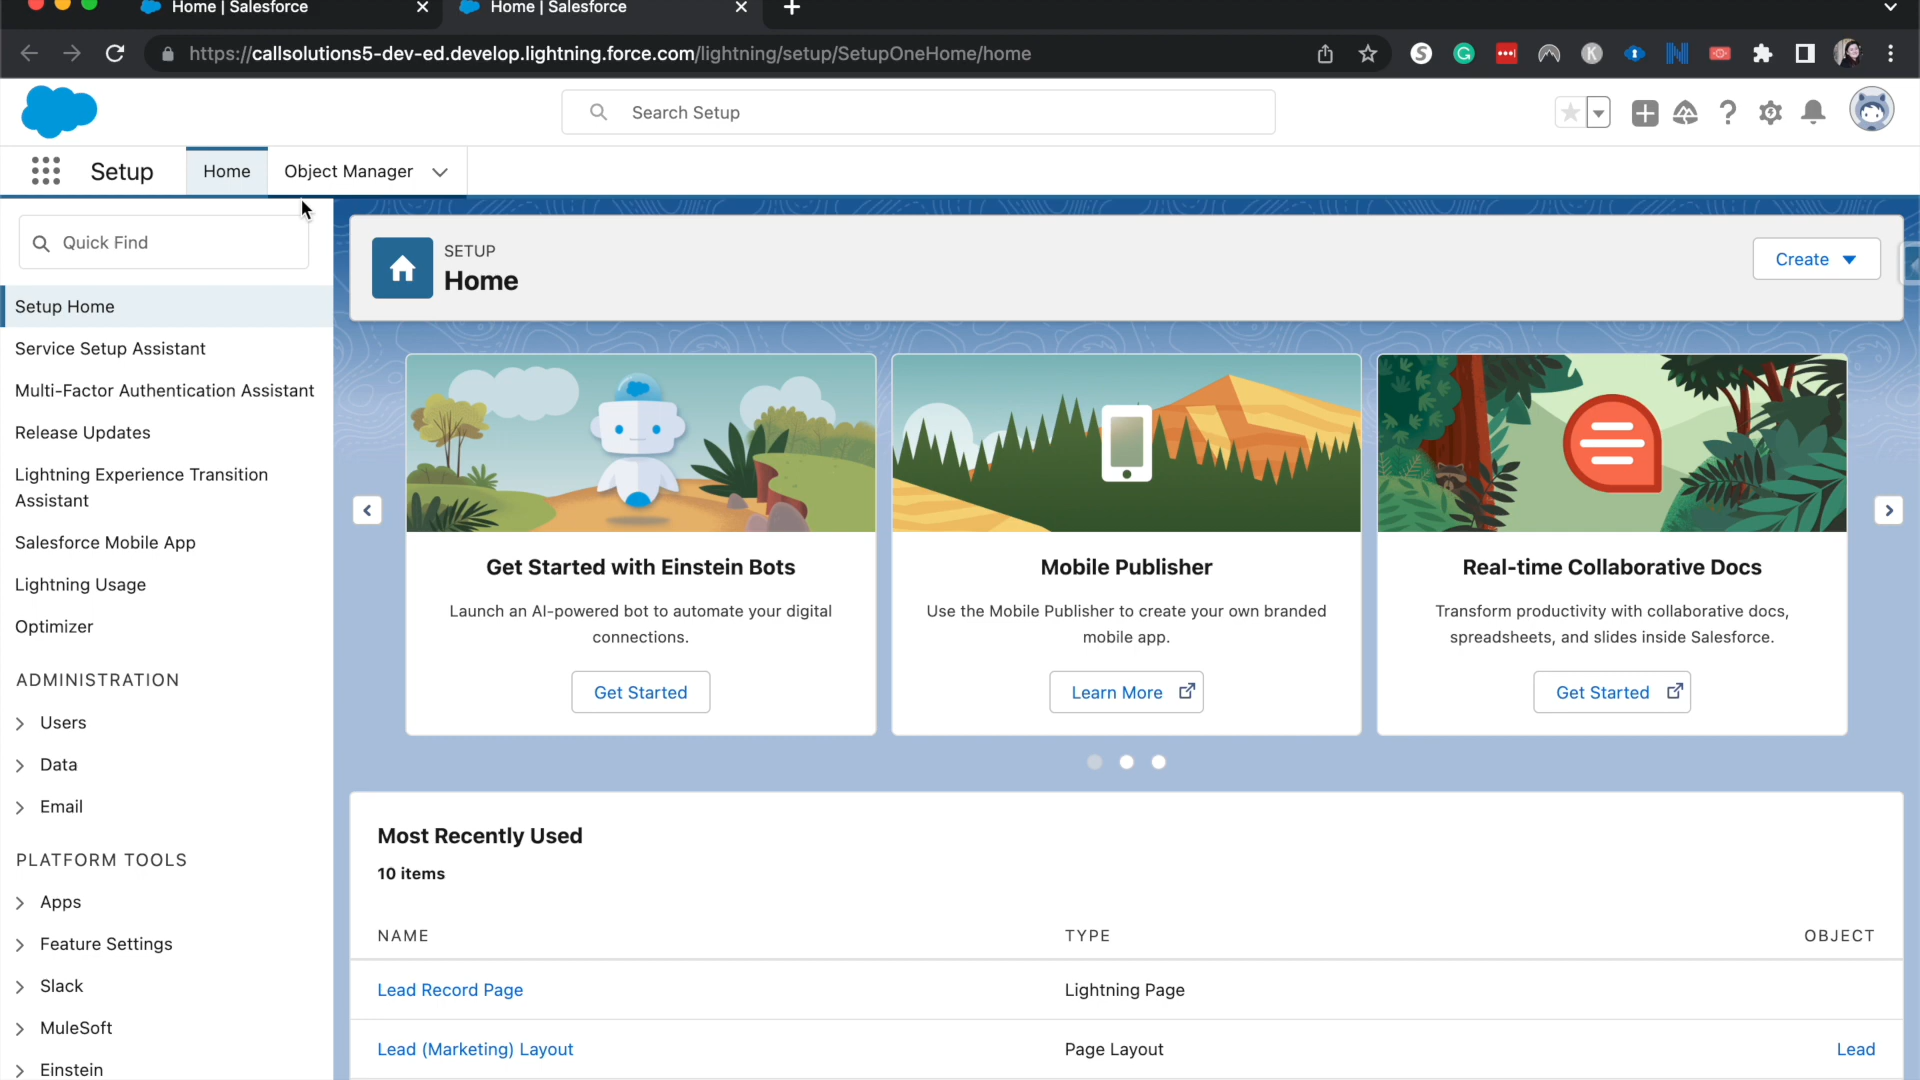 Home | Salesforce
Home | Salesforce
https://callsolutions5-dev-ed.develop.lightning.force.com/lightning/setup/SetupOneHome/home
Search Setup
Setup
Home
Object Manager
Quick Find
Setup Home
Service Setup Assistant
Multi-Factor Authentication Assistant
Release Updates
Lightning Experience Transition
Assistant
Salesforce Mobile App
Lightning Usage
Optimizer
ADMINISTRATION
Users
Data
Email
PLATFORM TOOLS
Apps
Feature Settings
Slack
MuleSoft
Einstein
SETUP
Home
Create
Get Started with Einstein Bots
Launch an AI-powered bot to automate your digital
connections.
Get Started
Mobile Publisher
Use the Mobile Publisher to create your own branded
mobile app.
Learn More
Real-time Collaborative Docs
Transform productivity with collaborative docs,
spreadsheets, and slides inside Salesforce.
Get Started
Most Recently Used
10 items
NAME TYPE OBJECT
Lead Record Page Lightning Page
Lead (Marketing) Layout Page Layout Lead